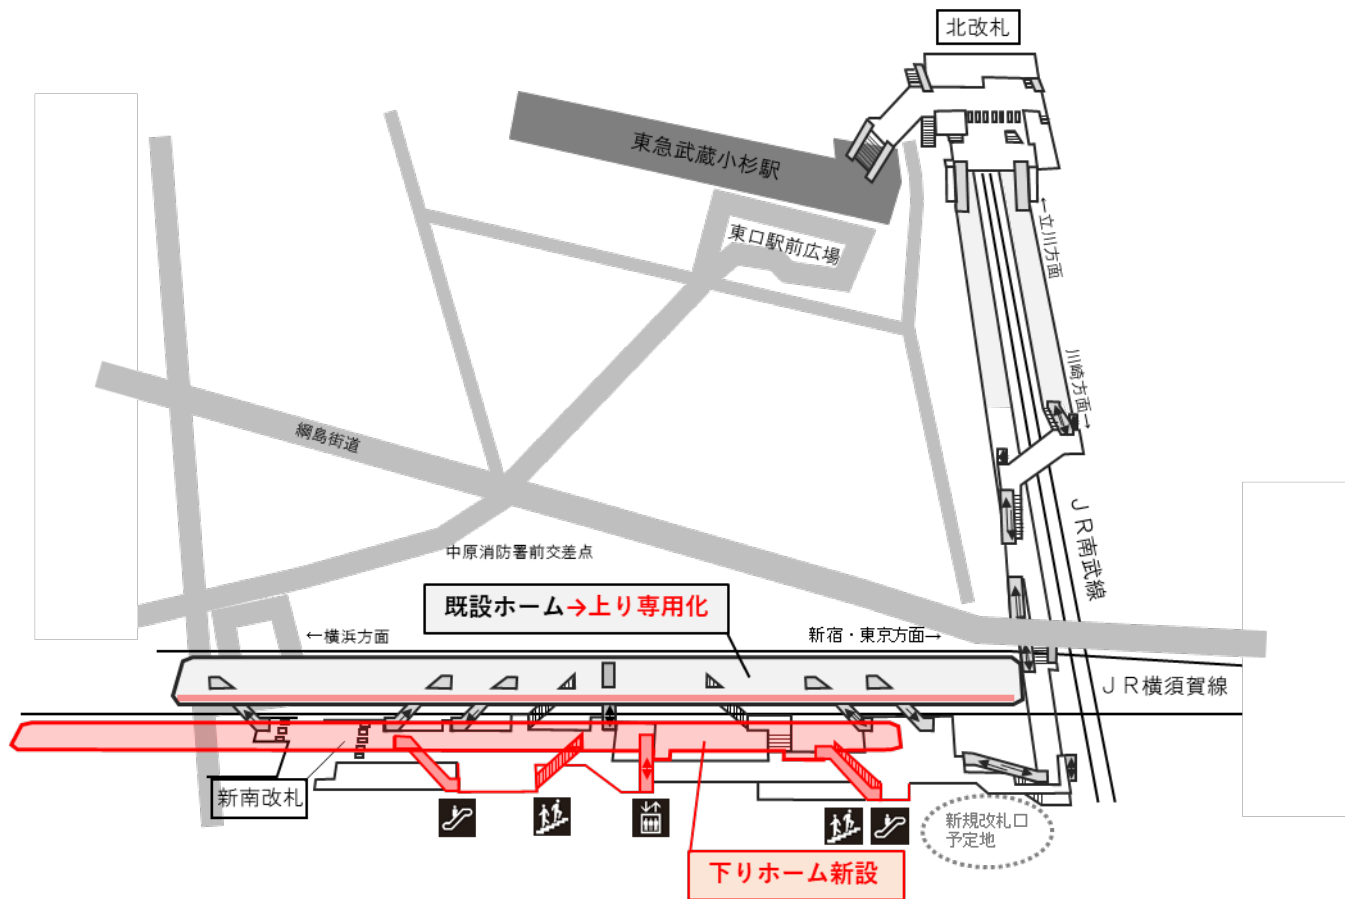 北改札
東急武蔵小杉駅
東口駅前広場
←立川方面
川崎方面→
綱島街道
JR南武線
中原消防署前交差点
既設ホーム→上り専用化
←横浜方面
新宿・東京方面→
JR横須賀線
新南改札
新規改札口
予定地
下りホーム新設